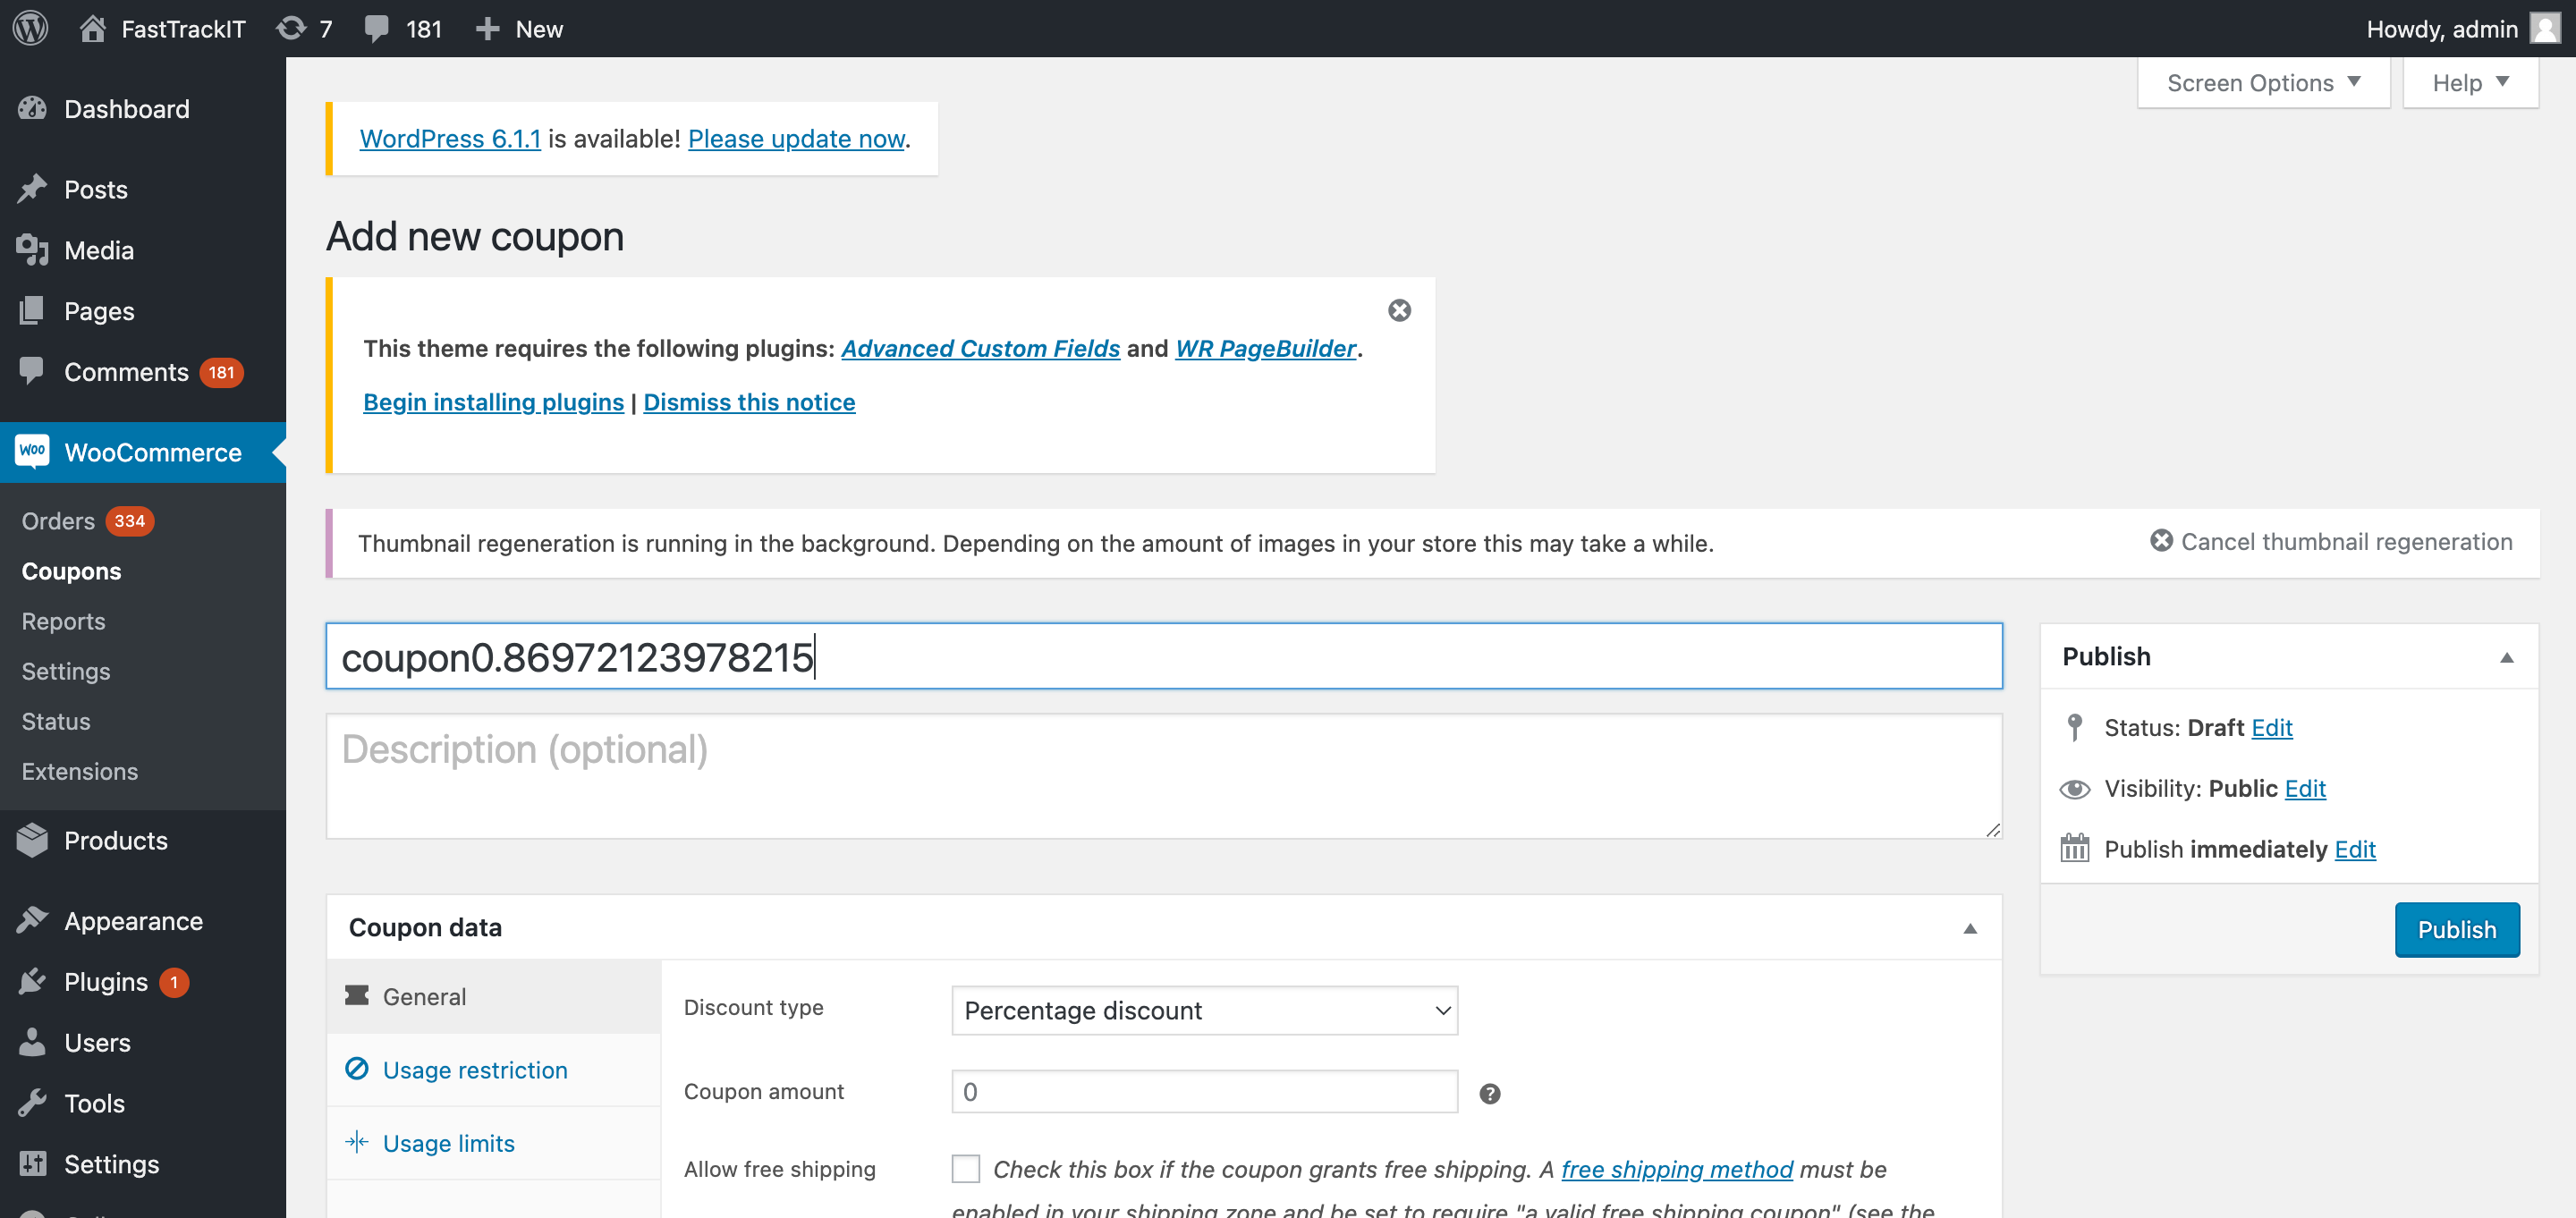 FastTrackIT 7 181 New Howdy, admin
Screen Options Help
Dashboard
Posts
Media
Pages
Comments 181
WooCommerce
Orders 334
Coupons
Reports
Settings
Status
Extensions
Products
Appearance
Plugins 1
Users
Tools
Settings
WordPress 6.1.1 is available! Please update now.
Add new coupon
This theme requires the following plugins: Advanced Custom Fields and WR PageBuilder.
Begin installing plugins | Dismiss this notice
Thumbnail regeneration is running in the background. Depending on the amount of images in your store this may take a while.
Cancel thumbnail regeneration
coupon0.86972123978215
Description (optional)
Coupon data
General
Usage restriction
Usage limits
Discount type Percentage discount
Coupon amount 0
Allow free shipping Check this box if the coupon grants free shipping. A free shipping method must be
enabled in your shipping zone and be set to require "a valid free shipping coupon" (see the
Publish
Status: Draft Edit
Visibility: Public Edit
Publish immediately Edit
Publish